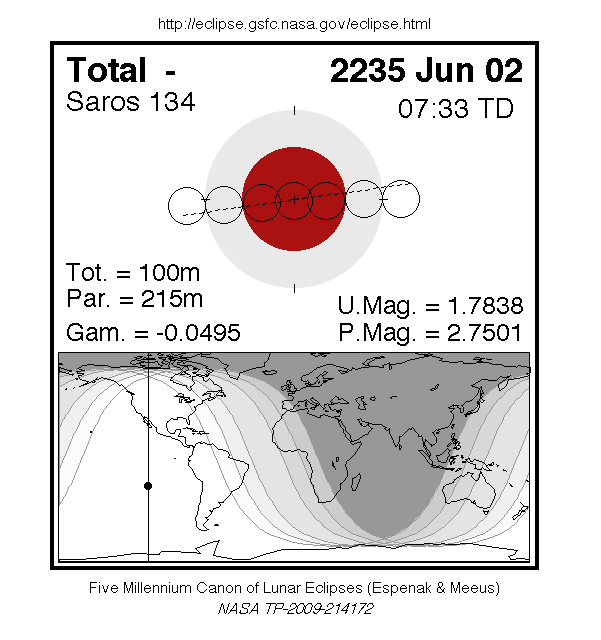 http://eclipse.gsfc.nasa.gov/eclipse.html
Total - 2235 Jun 02
Saros 134 07:33 TD
Tot. = 100m
Par. = 215m U.Mag. = 1.7838
Gam. = -0.0495 P.Mag. = 2.7501
Five Millennium Canon of Lunar Eclipses (Espenak & Meeus)
NASA TP-2009-214172